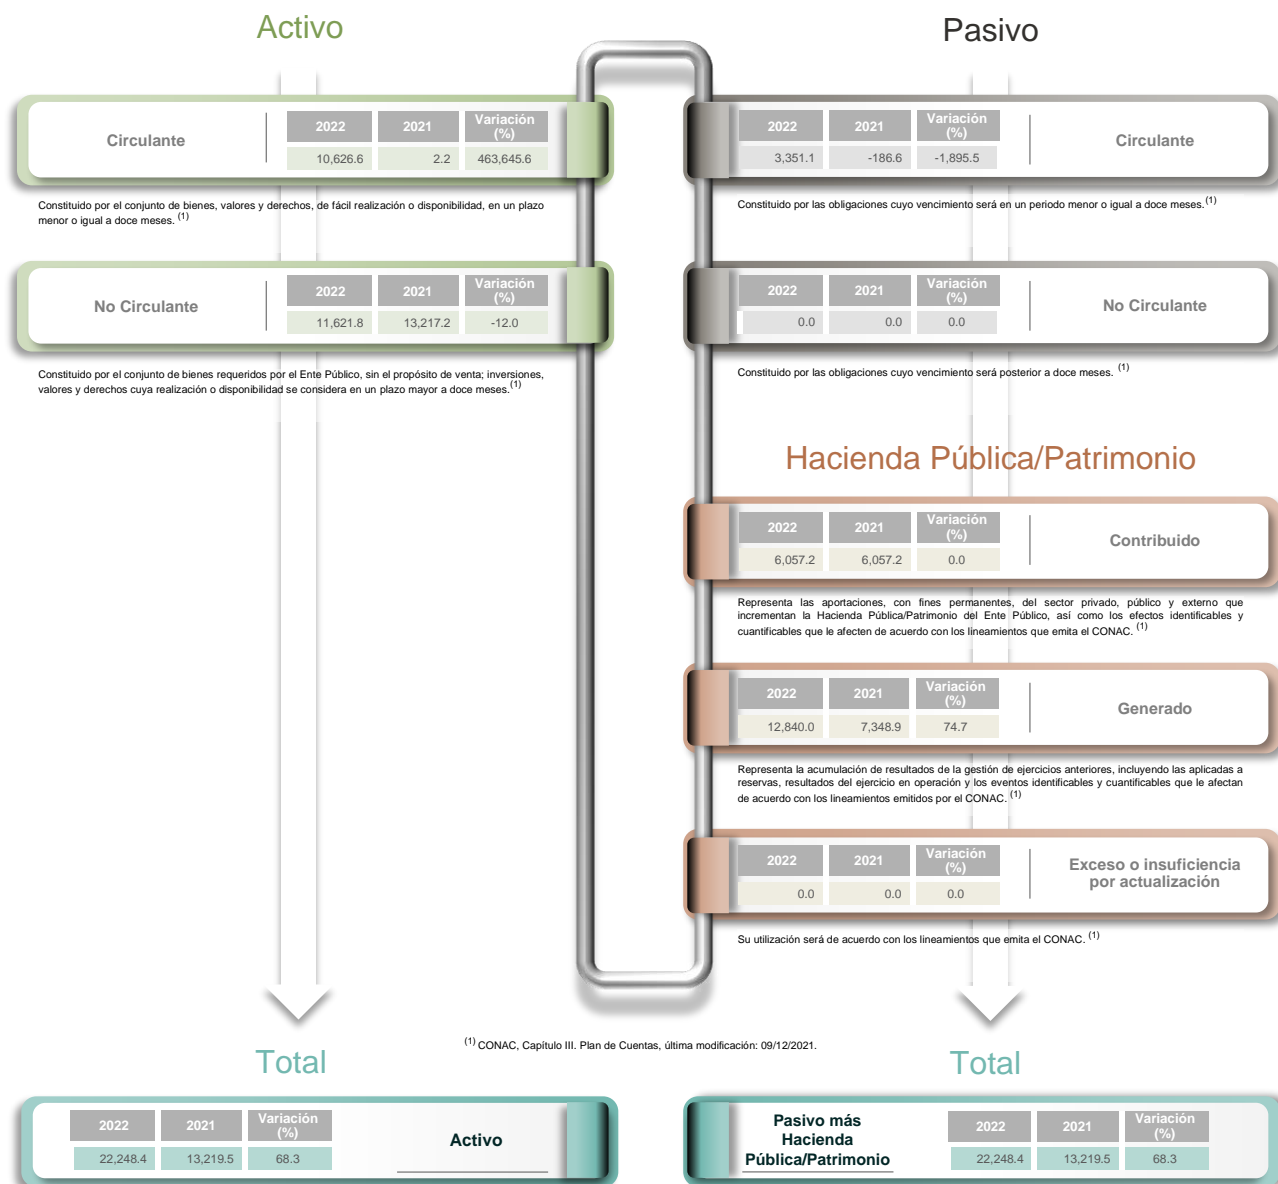 Activo
Circulante
2022 2021 Variación
(%)
10,626.6 2.2 463,645.6
Constituido por el conjunto de bienes, valores y derechos, de fácil realización o disponibilidad, en un plazo
menor o igual a doce meses. (1)
No Circulante
2022 2021 Variación
(%)
11,621.8 13,217.2 -12.0
Constituido por el conjunto de bienes requeridos por el Ente Público, sin el propósito de venta; inversiones,
valores y derechos cuya realización o disponibilidad se considera en un plazo mayor a doce meses.(1)
Pasivo
2022 2021 Variación
(%)
3,351.1 -186.6 -1,895.5
Circulante
Constituido por las obligaciones cuyo vencimiento será en un periodo menor o igual a doce meses.(1)
2022 2021 Variación
(%)
0.0 0.0 0.0
No Circulante
Constituido por las obligaciones cuyo vencimiento será posterior a doce meses. (1)
Hacienda Pública/Patrimonio
2022 2021 Variación
(%)
6,057.2 6,057.2 0.0
Contribuido
Representa las aportaciones, con fines permanentes, del sector privado, público y externo que
incrementan la Hacienda Pública/Patrimonio del Ente Público, así como los efectos identificables y
cuantificables que le afecten de acuerdo con los lineamientos que emita el CONAC. (1)
2022 2021 Variación
(%)
12,840.0 7,348.9 74.7
Generado
Representa la acumulación de resultados de la gestión de ejercicios anteriores, incluyendo las aplicadas a
reservas, resultados del ejercicio en operación y los eventos identificables y cuantificables que le afectan
de acuerdo con los lineamientos emitidos por el CONAC. (1)
2022 2021 Variación
(%)
0.0 0.0 0.0
Exceso o insuficiencia
por actualización
Su utilización será de acuerdo con los lineamientos que emita el CONAC. (1)
(1) CONAC, Capítulo III. Plan de Cuentas, última modificación: 09/12/2021.
Total
2022 2021 Variación
(%)
22,248.4 13,219.5 68.3
Activo
Total
Pasivo más
Hacienda
Pública/Patrimonio
2022 2021 Variación
(%)
22,248.4 13,219.5 68.3